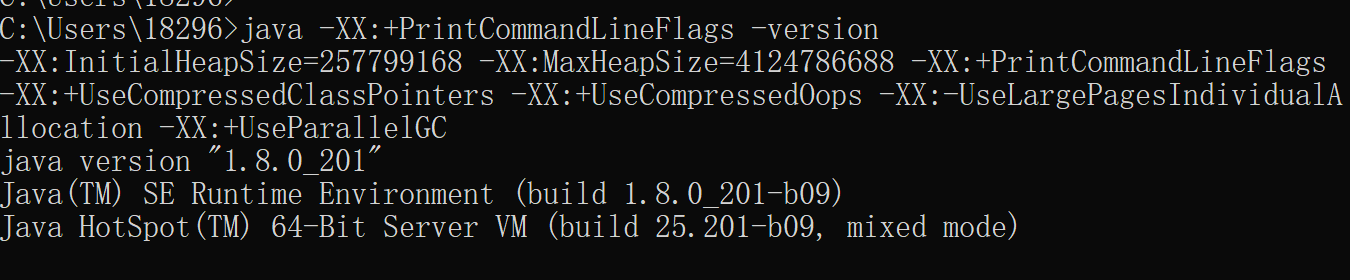 C:\Users\18296>
C:\Users\18296>java -XX:+PrintCommandLineFlags -version
-XX:InitialHeapSize=257799168 -XX:MaxHeapSize=4124786688 -XX:+PrintCommandLineFlags
-XX:+UseCompressedClassPointers -XX:+UseCompressedOops -XX:-UseLargePagesIndividualA
llocation -XX:+UseParallelGC
java version "1.8.0_201"
Java(TM) SE Runtime Environment (build 1.8.0_201-b09)
Java HotSpot(TM) 64-Bit Server VM (build 25.201-b09, mixed mode)